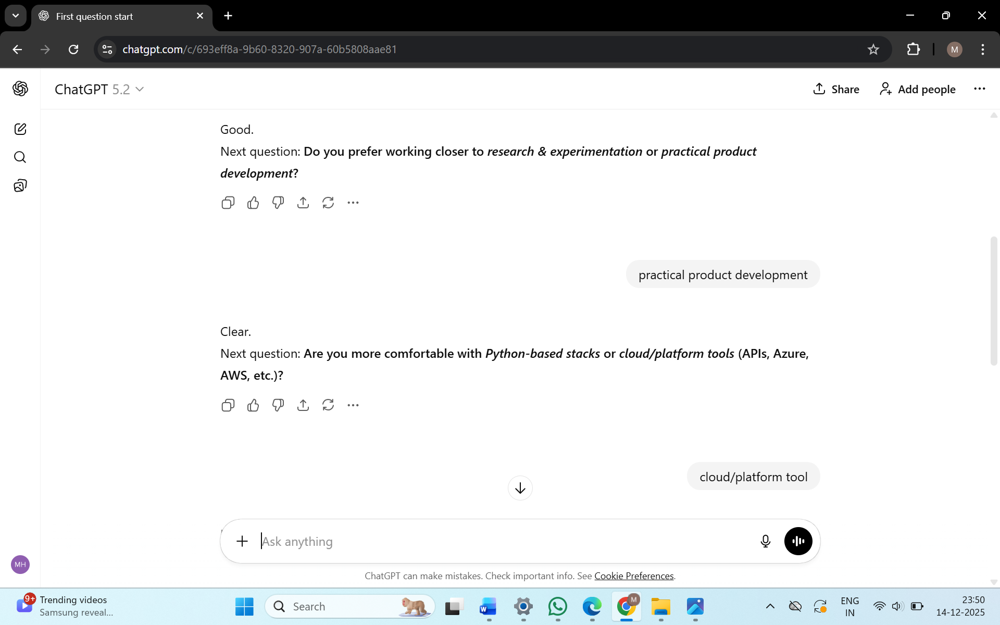 First question start
chatgpt.com/c/693eff8a-9b60-8320-907a-60b5808aae81
M
ChatGPT 5.2
Share
Add people
Good.
Next question: Do you prefer working closer to research & experimentation or practical product
development?
practical product development
Clear.
Next question: Are you more comfortable with Python-based stacks or cloud/platform tools (APIs, Azure,
AWS, etc.)?
cloud/platform tool
Ask anything
MH
ChatGPT can make mistakes. Check important info. See Cookie Preferences.
9+
Trending videos
Samsung reveal...
Search
W
M
ENG
IN
23:50
14-12-2025